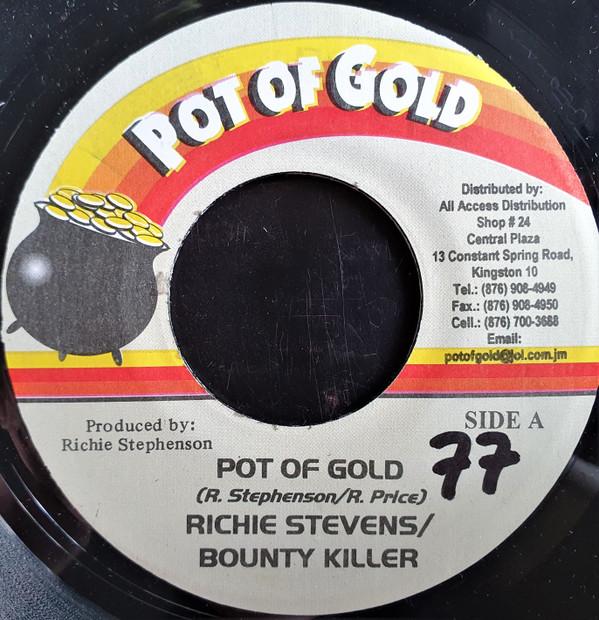 POT OF GOLD
Distributed by:
All Access Distribution
Shop # 24
Central Plaza
13 Constant Spring Road,
Kingston 10
Tel.: (876) 908-4949
Fax.: (876) 908-4950
Cell.: (876) 700-3688
Email:
potofgold@jol.com.jm
Produced by:
Richie Stephenson
SIDE A
77
POT OF GOLD
(R. Stephenson/R. Price)
RICHIE STEVENS/
BOUNTY KILLER